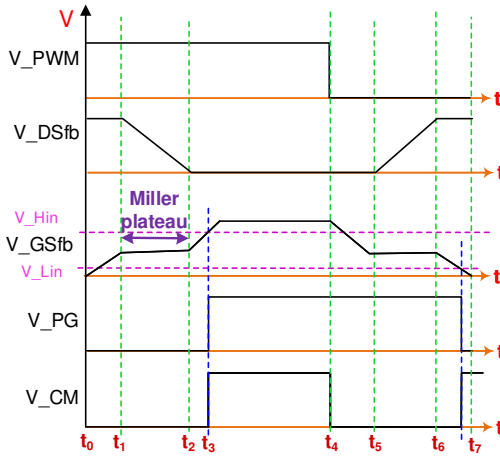 V
V_PWM
t
V_DSfb
t
Miller
plateau
V_Hin
V_GSfb
V_Lin
t
V_PG
t
V_CM
t
t0 t1 t2 t3 t4 t5 t6 t7